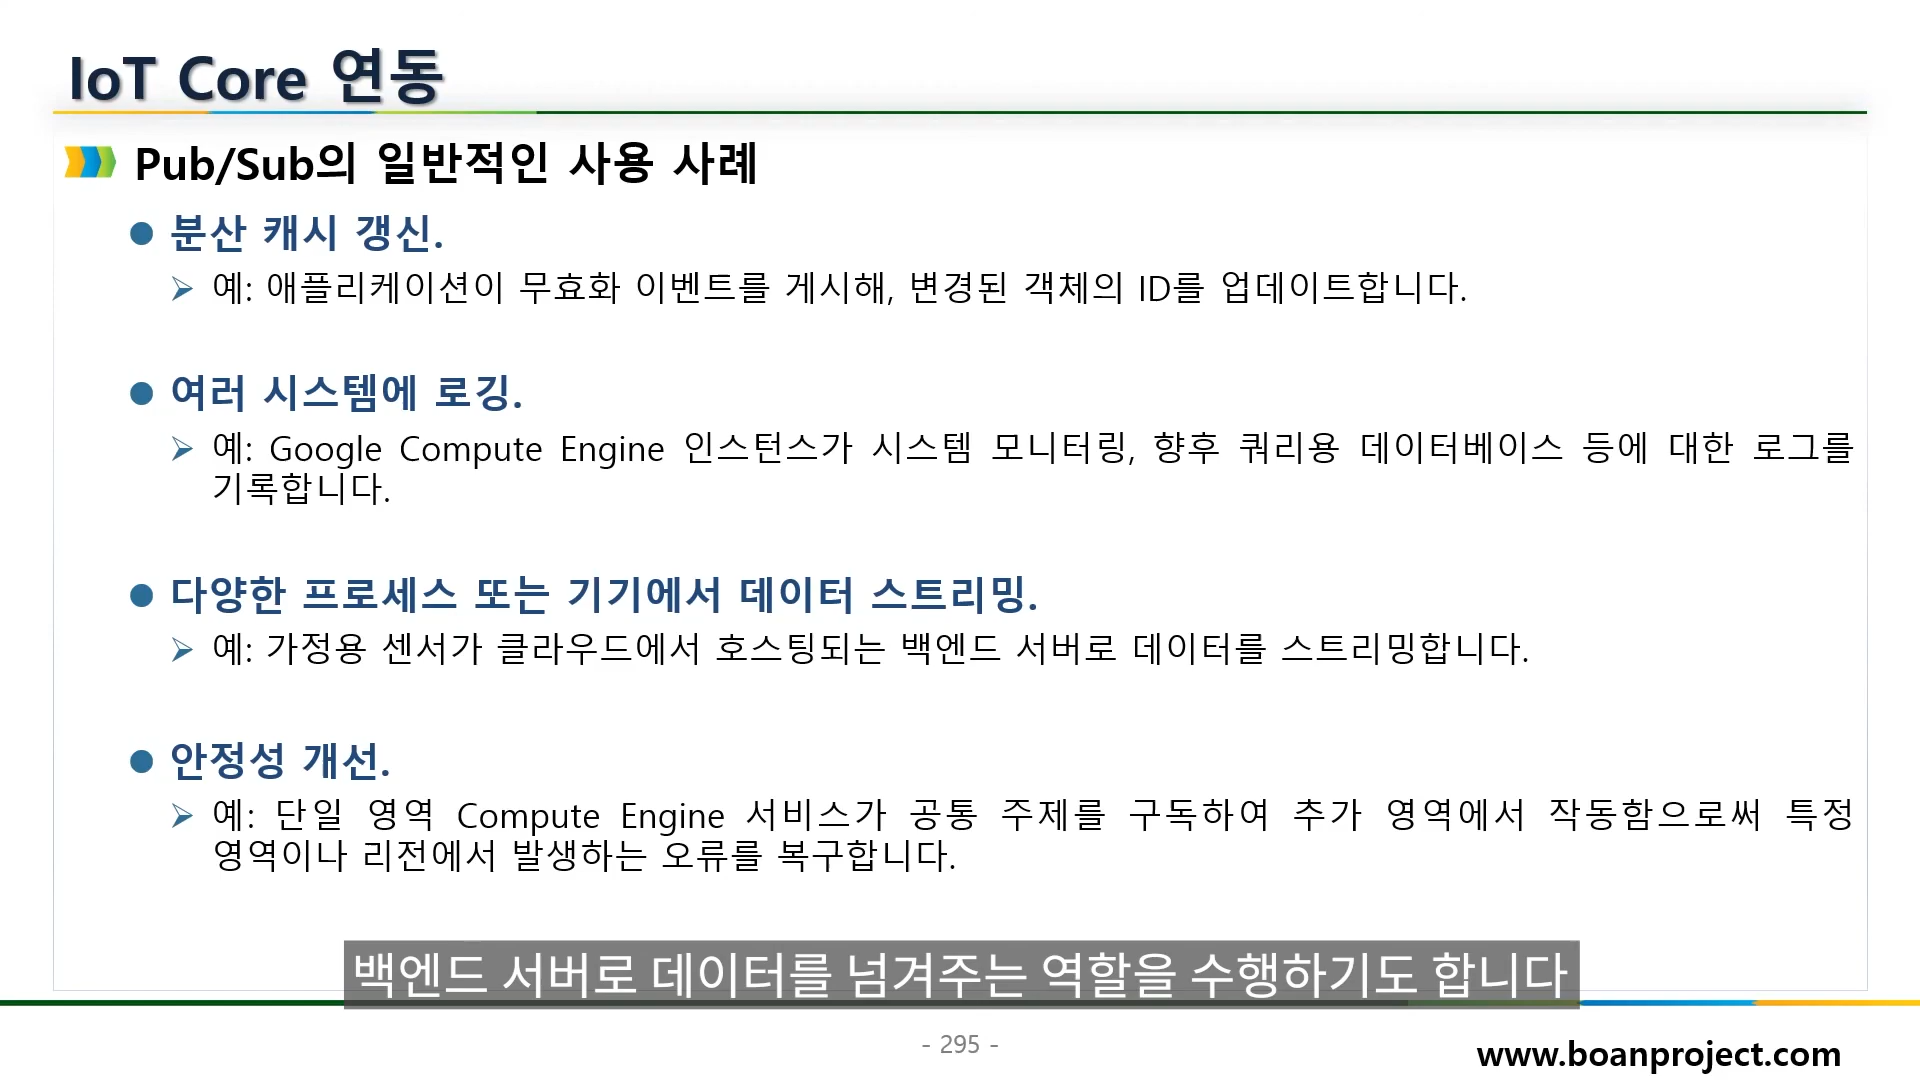 IoT Core 연동
Pub/Sub의 일반적인 사용 사례
분산 캐시 갱신.
예: 애플리케이션이 무효화 이벤트를 게시해, 변경된 객체의 ID를 업데이트합니다.
여러 시스템에 로깅.
예: Google Compute Engine 인스턴스가 시스템 모니터링, 향후 쿼리용 데이터베이스 등에 대한 로그를
기록합니다.
다양한 프로세스 또는 기기에서 데이터 스트리밍.
예: 가정용 센서가 클라우드에서 호스팅되는 백엔드 서버로 데이터를 스트리밍합니다.
안정성 개선.
예: 단일 영역 Compute Engine 서비스가 공통 주제를 구독하여 추가 영역에서 작동함으로써 특정
영역이나 리전에서 발생하는 오류를 복구합니다.
백엔드 서버로 데이터를 넘겨주는 역할을 수행하기도 합니다
- 295 -
www.boanproject.com